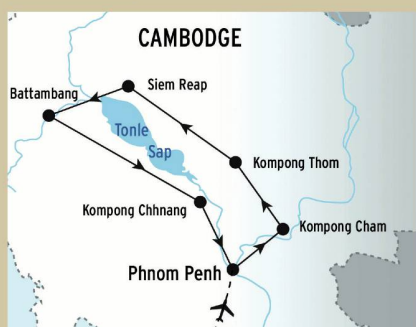 CAMBODGE
Siem Reap
Battambang
Tonle
Sap
Kompong Thom
Kompong Chhnang
Kompong Cham
Phnom Penh